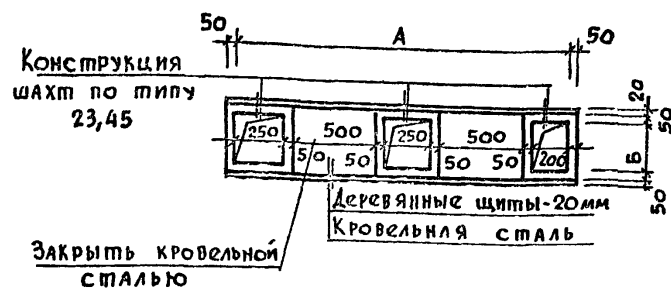 50 А 50
Конструкция
шахт по типу
23,45
20
50
250 500 250 500 200
50 50 50 50
Б
50
Деревянные щиты-20мм
Кровельная сталь
Закрыть кровельной
сталью